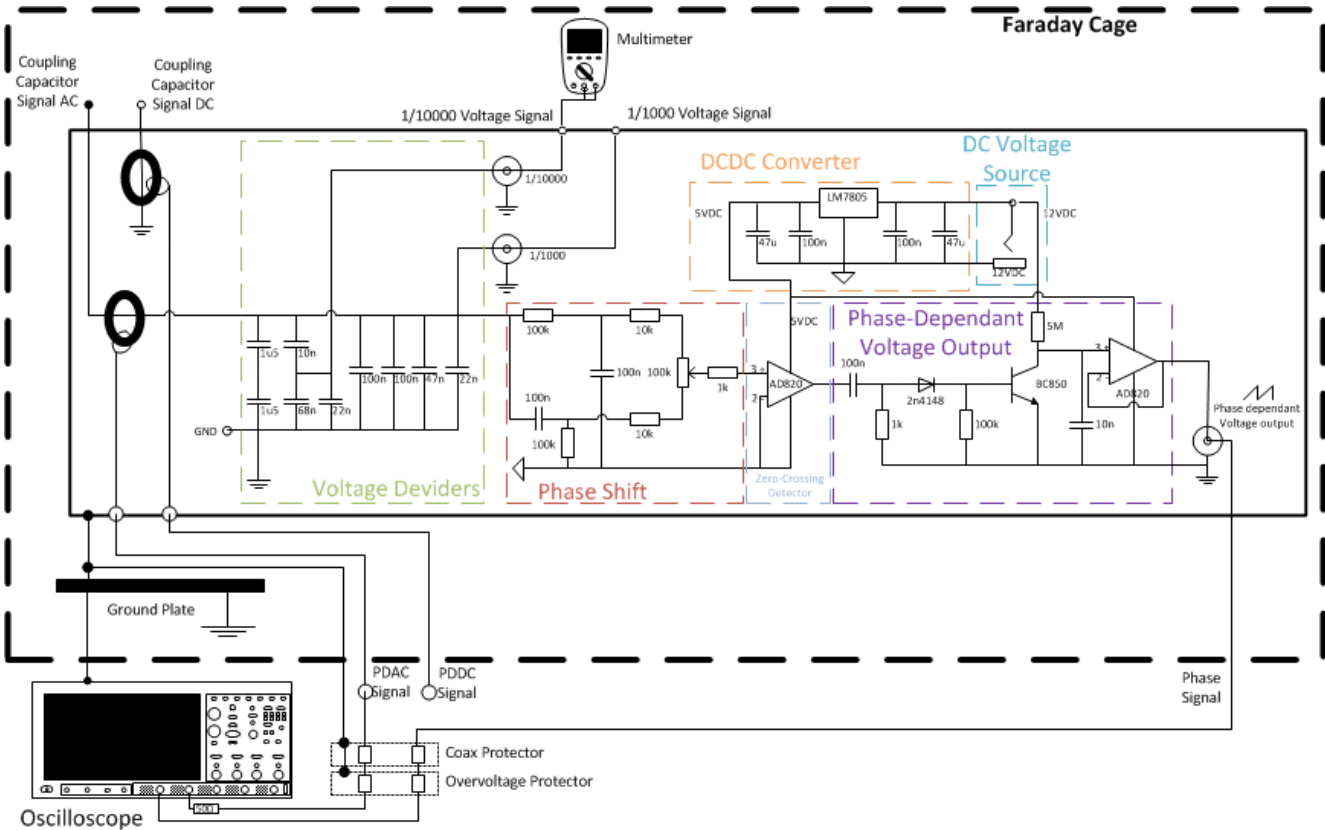 Faraday Cage
Multimeter
Coupling
Capacitor
Signal AC
Coupling
Capacitor
Signal DC
1/10000 Voltage Signal
1/1000 Voltage Signal
DCDC Converter
DC Voltage
Source
1/10000
LM7805
5VDC
12VDC
47u
100n
100n
47u
1/1000
12VDC
5VDC
Phase-Dependant
Voltage Output
5M
100k
10k
1u5
10n
100n
100n
47n
22n
100n
100k
1k
3
+
AD820
2
100n
2n4148
BC850
3
+
2
AD820
Phase dependant
Voltage output
1u5
68n
22n
100n
10k
100k
1k
100k
10n
GND
Voltage Deviders
Phase Shift
Zero-Crossing
Detector
Ground Plate
PDAC
Signal
PDDC
Signal
Phase
Signal
Coax Protector
Overvoltage Protector
50Ω
Oscilloscope